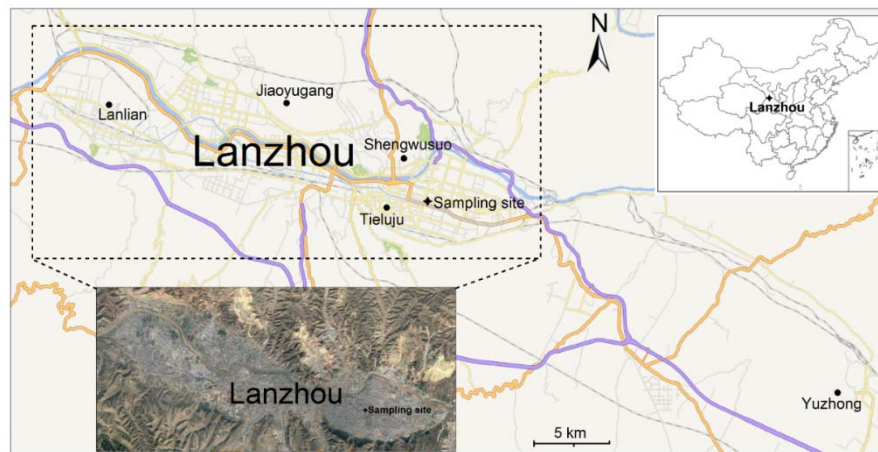 N
Lanzhou
Jiaoyugang
Lanlian
Lanzhou
Shengwusuo
Sampling site
Tieluju
Lanzhou
Sampling site
Yuzhong
5 km